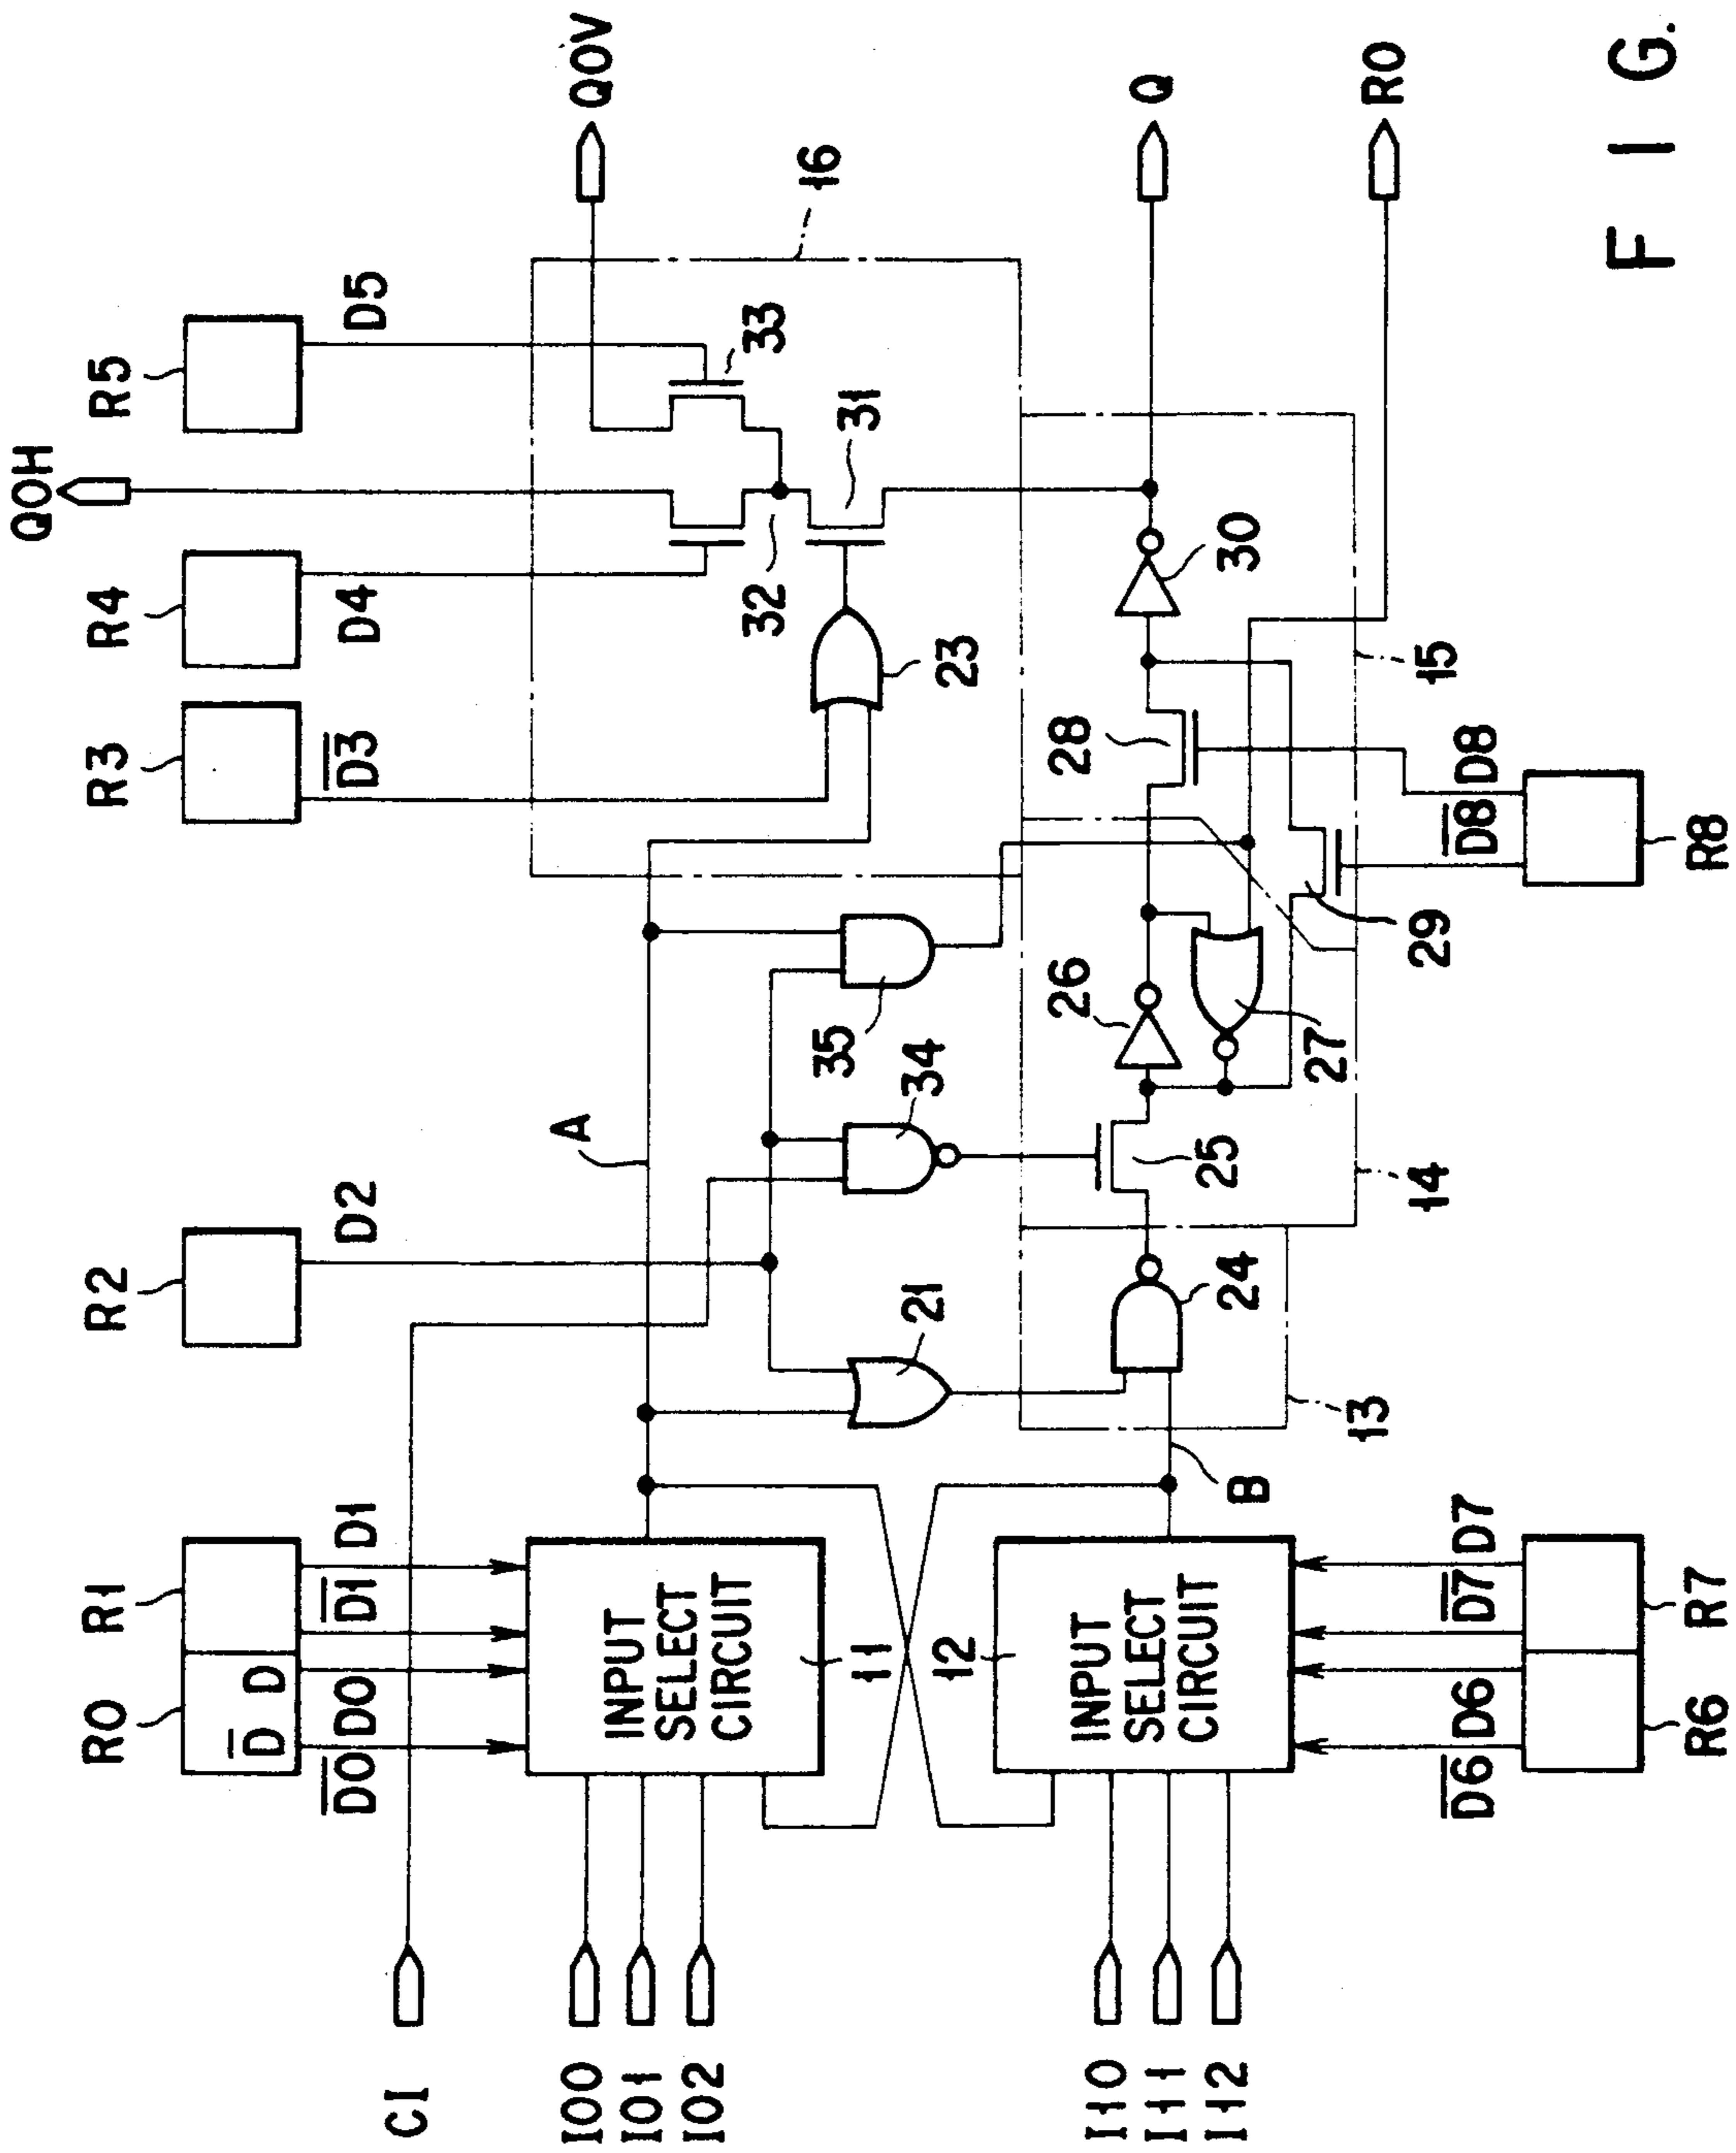 R0
R1
R2
R3
R4
QOH
R5
D̅
D
D̅0̅
D0
D̅1̅
D1
D2
D̅3̅
D4
D5
QOV
CI
I00
I01
I02
INPUT
SELECT
CIRCUIT
11
A
21
34
35
23
32
31
33
16
12
INPUT
SELECT
CIRCUIT
I10
I11
I12
B
13
24
25
26
27
28
29
30
14
15
Q
RO
D̅6̅
D6
D̅7̅
D7
D̅8̅
D8
R6
R7
R8
FIG.